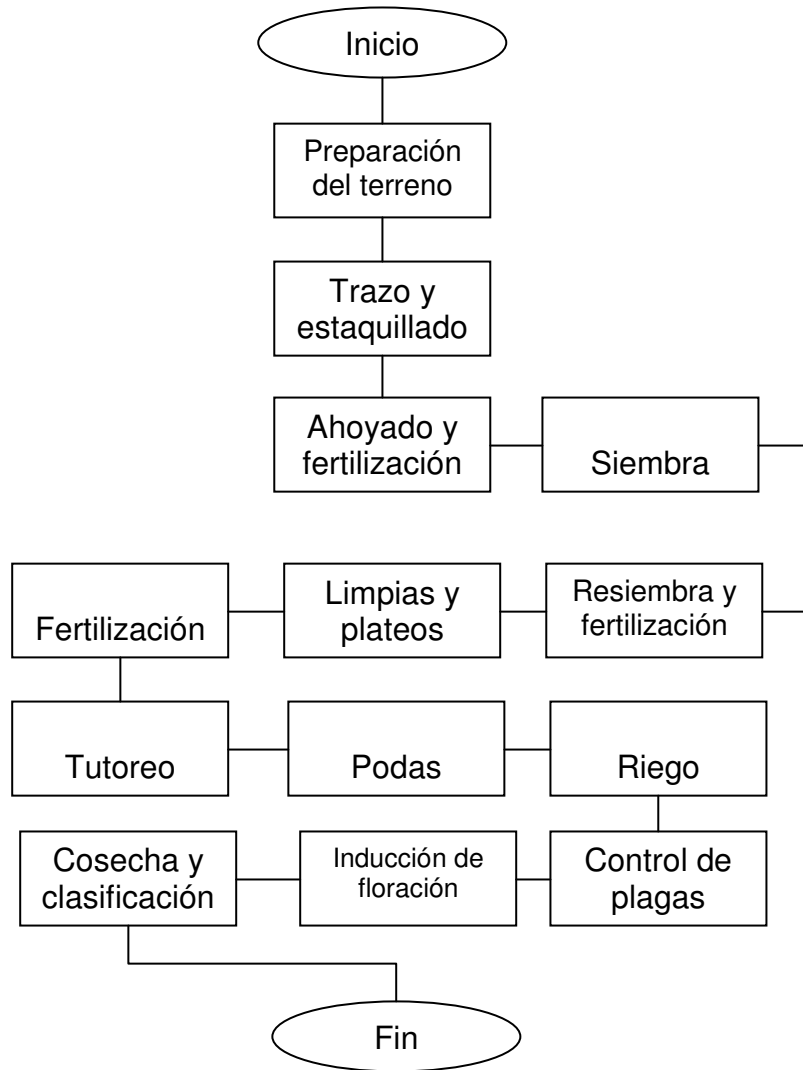 Inicio
Preparación
del terreno
Trazo y
estaquillado
Ahoyado y
fertilización
Siembra
Resiembra y
fertilización
Limpias y
plateos
Fertilización
Tutoreo
Podas
Riego
Control de
plagas
Inducción de
floración
Cosecha y
clasificación
Fin